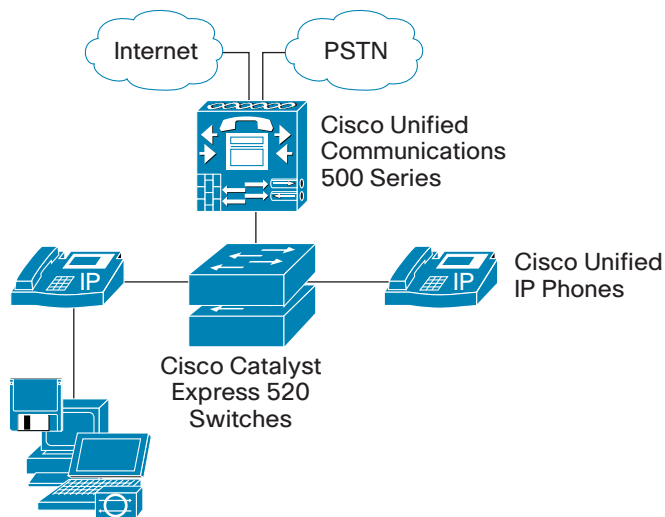 Internet
PSTN
Cisco Unified
Communications
500 Series
IP
IP
Cisco Unified
IP Phones
Cisco Catalyst
Express 520
Switches